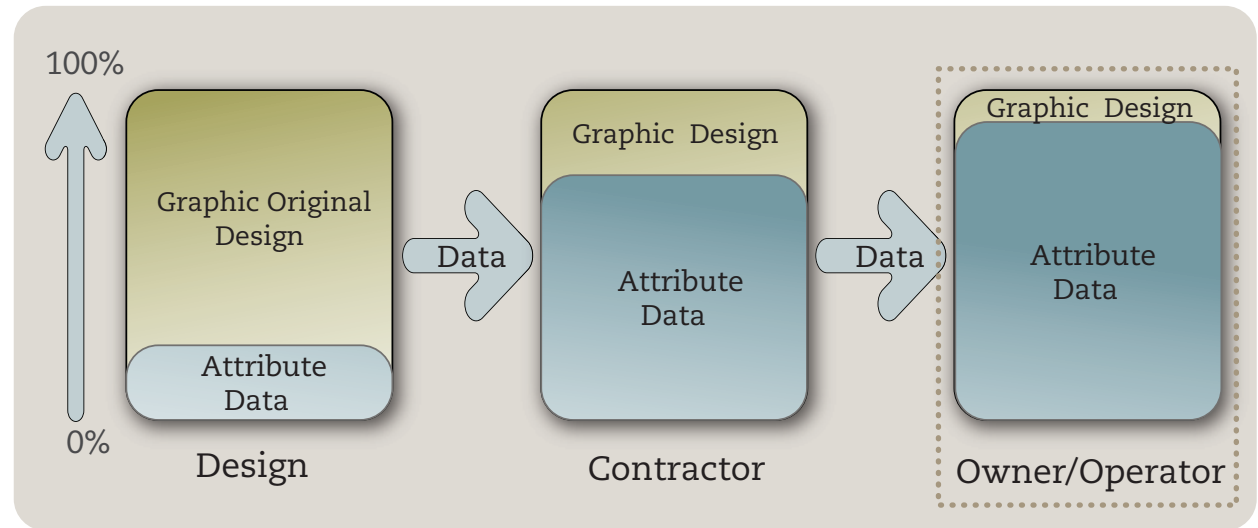 100%
0%
Graphic Original
Design
Attribute
Data
Design
Data
Graphic Design
Attribute
Data
Contractor
Data
Graphic Design
Attribute
Data
Owner/Operator